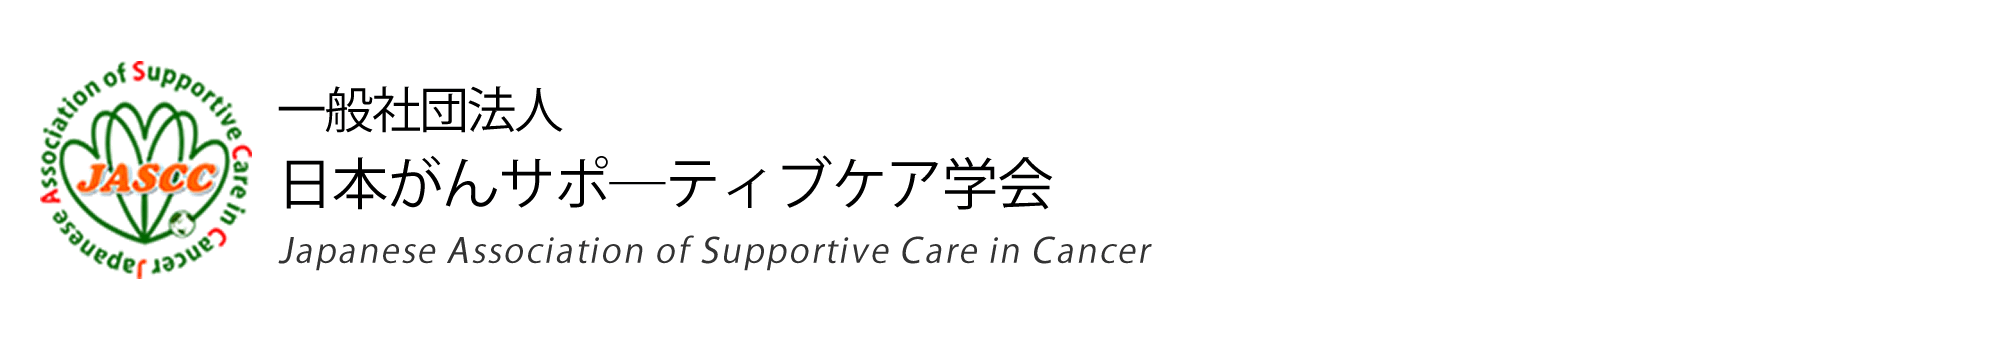 Japanese Association of Supportive Care in Cancer
JASCC
一般社団法人
日本がんサポ―ティブケア学会
Japanese Association of Supportive Care in Cancer